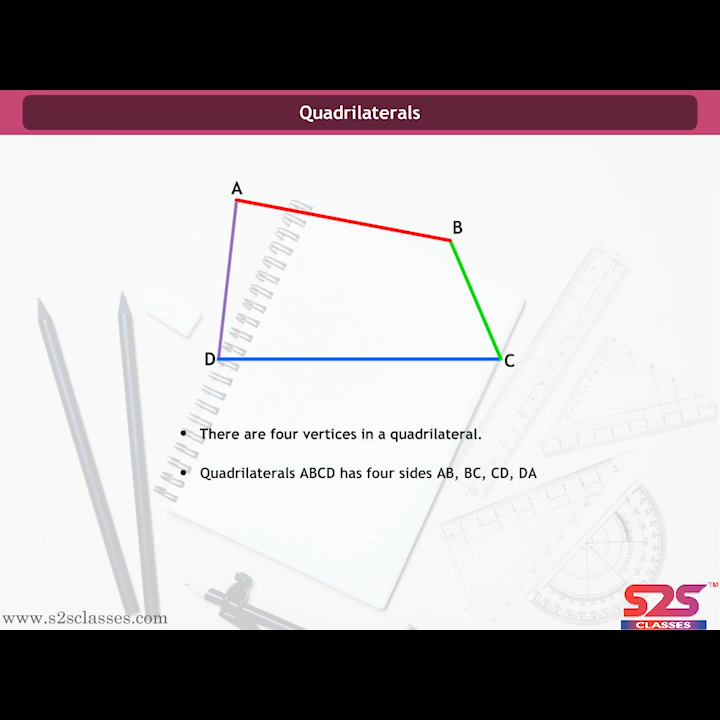 Quadrilaterals
A
B
D
C
• There are four vertices in a quadrilateral.
• Quadrilaterals ABCD has four sides AB, BC, CD, DA
www.s2sclasses.com
S2S™
CLASSES